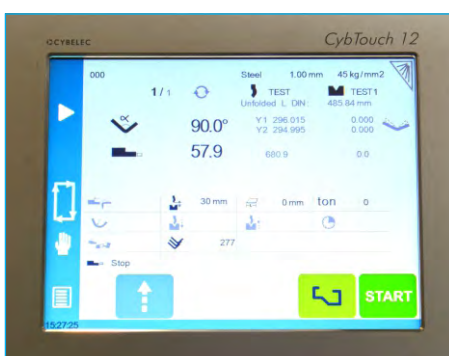 CYBELEC CybTouch 12
000 Steel 1.00 mm 45 kg/mm2
1/1 TEST TEST1
Unfolded L. DIN: 485.84 mm
α 90.0° Y1 296.015 0.000
Y2 294.995 0.000
57.9 680.9 0.0
30 mm 0 mm ton 0
277
Stop
START
15:27:25